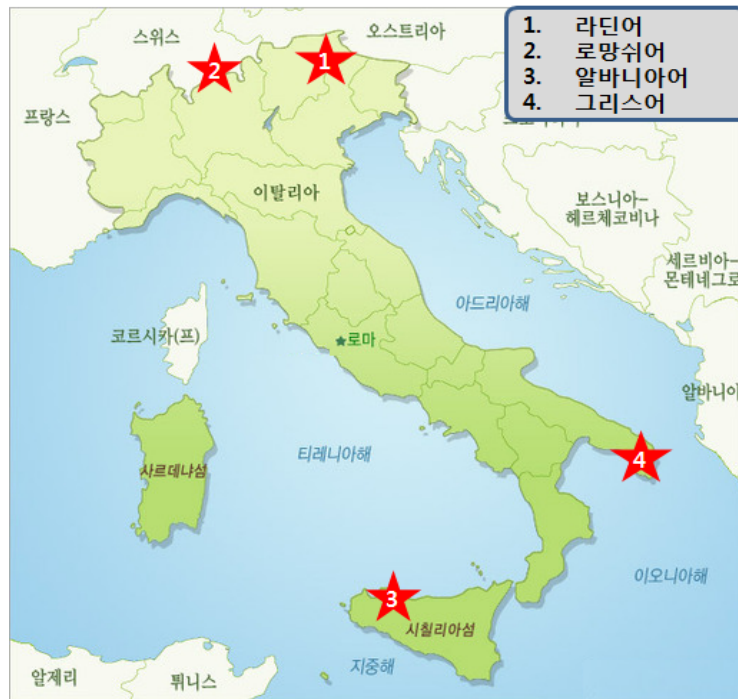 스위스
오스트리아
1. 라딘어
2. 로망쉬어
3. 알바니아어
4. 그리스어
2
1
프랑스
이탈리아
보스니아-
헤르체코비나
세르비아-
몬테네그로
아드리아해
코르시카(프)
로마
알바니아
티레니아해
사르데냐섬
4
이오니아해
3
시칠리아섬
지중해
알제리
튀니스